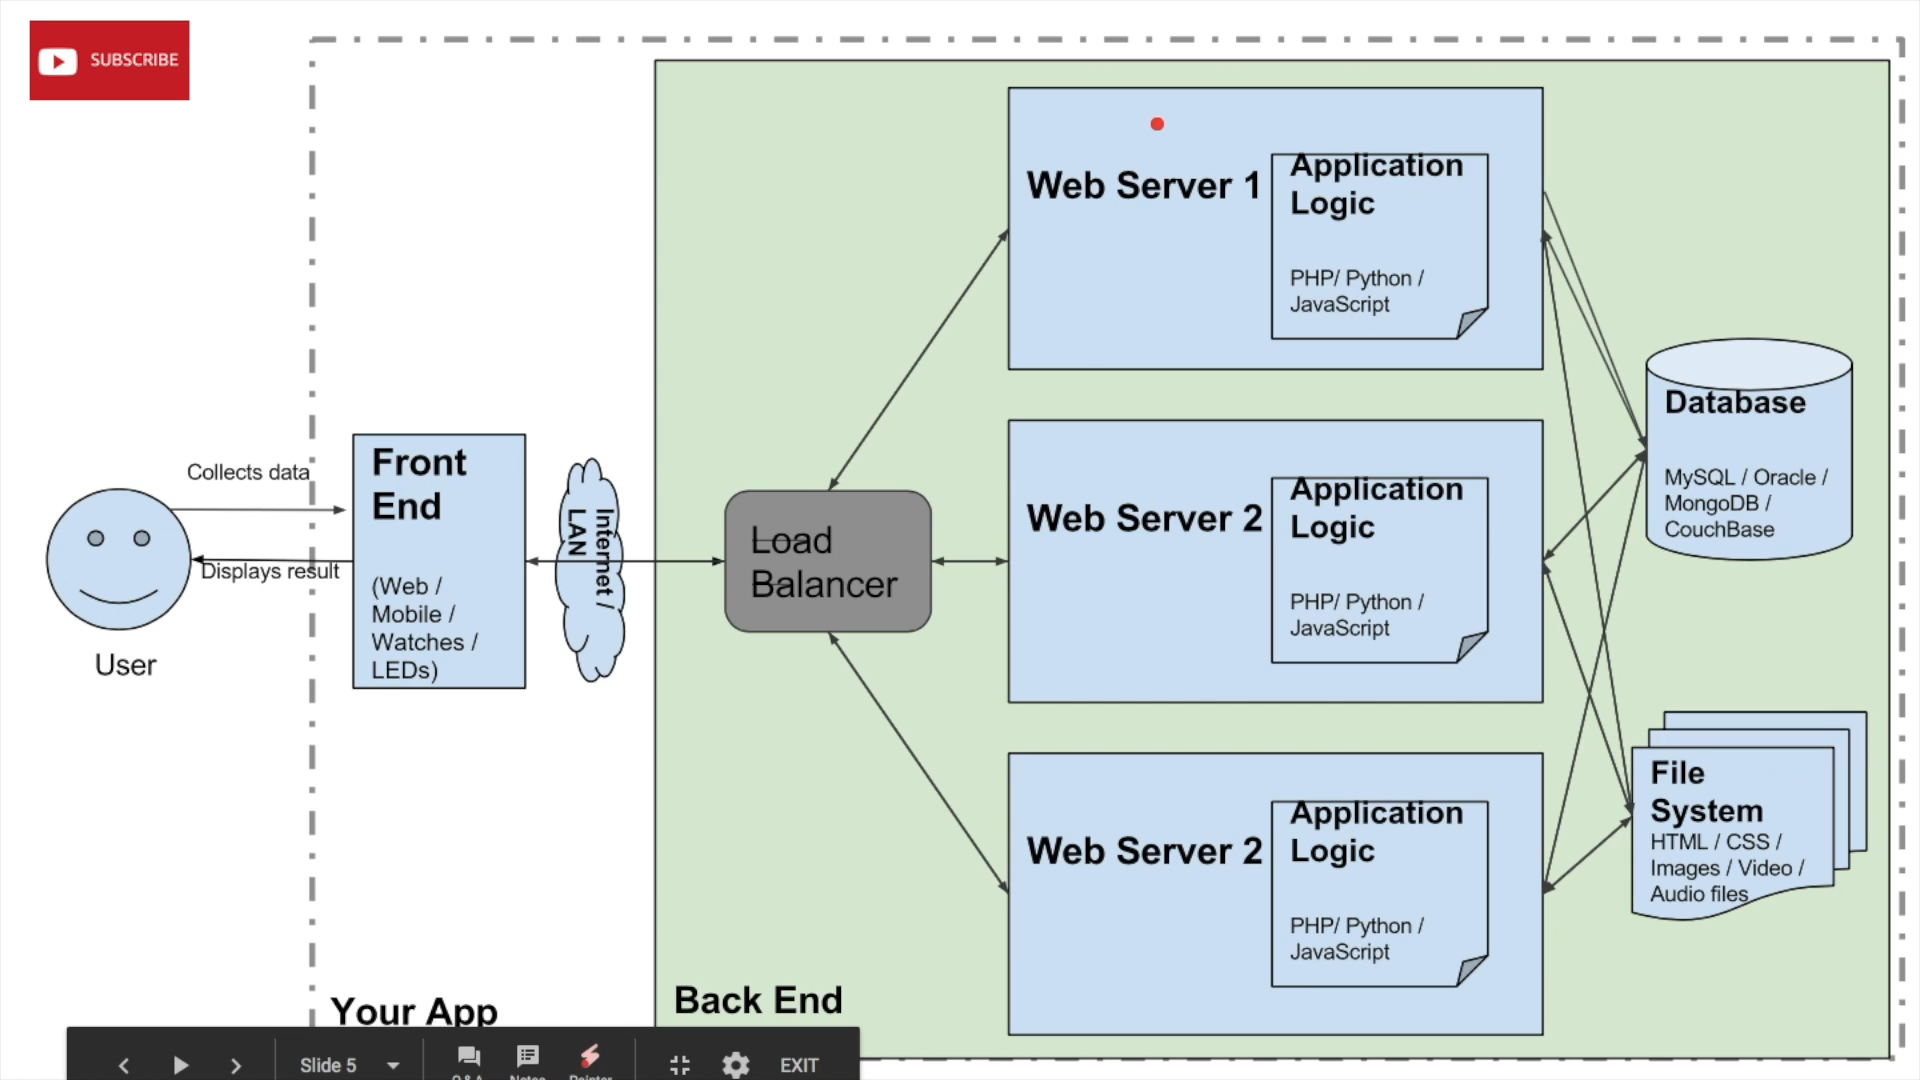 SUBSCRIBE
Collects data
Displays result
User
Front
End
(Web /
Mobile /
Watches /
LEDs)
Internet /
LAN
Your App
Load
Balancer
Back End
Web Server 1
Application
Logic
PHP/ Python /
JavaScript
Web Server 2
Application
Logic
PHP/ Python /
JavaScript
Web Server 2
Application
Logic
PHP/ Python /
JavaScript
Database
MySQL / Oracle /
MongoDB /
CouchBase
File
System
HTML / CSS /
Images / Video /
Audio files
Slide 5
EXIT